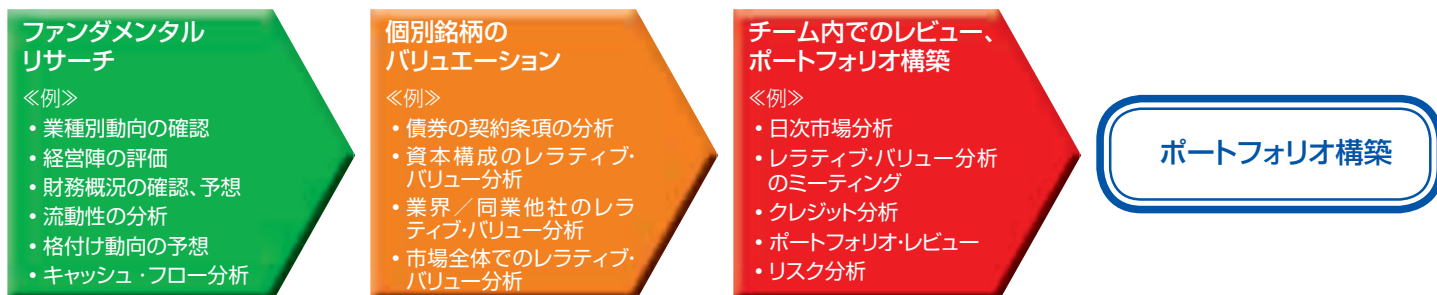 ファンダメンタル
リサーチ
≪例≫
• 業種別動向の確認
• 経営陣の評価
• 財務概況の確認、予想
• 流動性の分析
• 格付け動向の予想
• キャッシュ・フロー分析
個別銘柄の
バリュエーション
≪例≫
• 債券の契約条項の分析
• 資本構成のレラティブ・
バリュー分析
• 業界／同業他社のレラ
ティブ・バリュー分析
• 市場全体でのレラティブ・
バリュー分析
チーム内でのレビュー、
ポートフォリオ構築
≪例≫
• 日次市場分析
• レラティブ・バリュー分析
のミーティング
• クレジット分析
• ポートフォリオ・レビュー
• リスク分析
ポートフォリオ構築